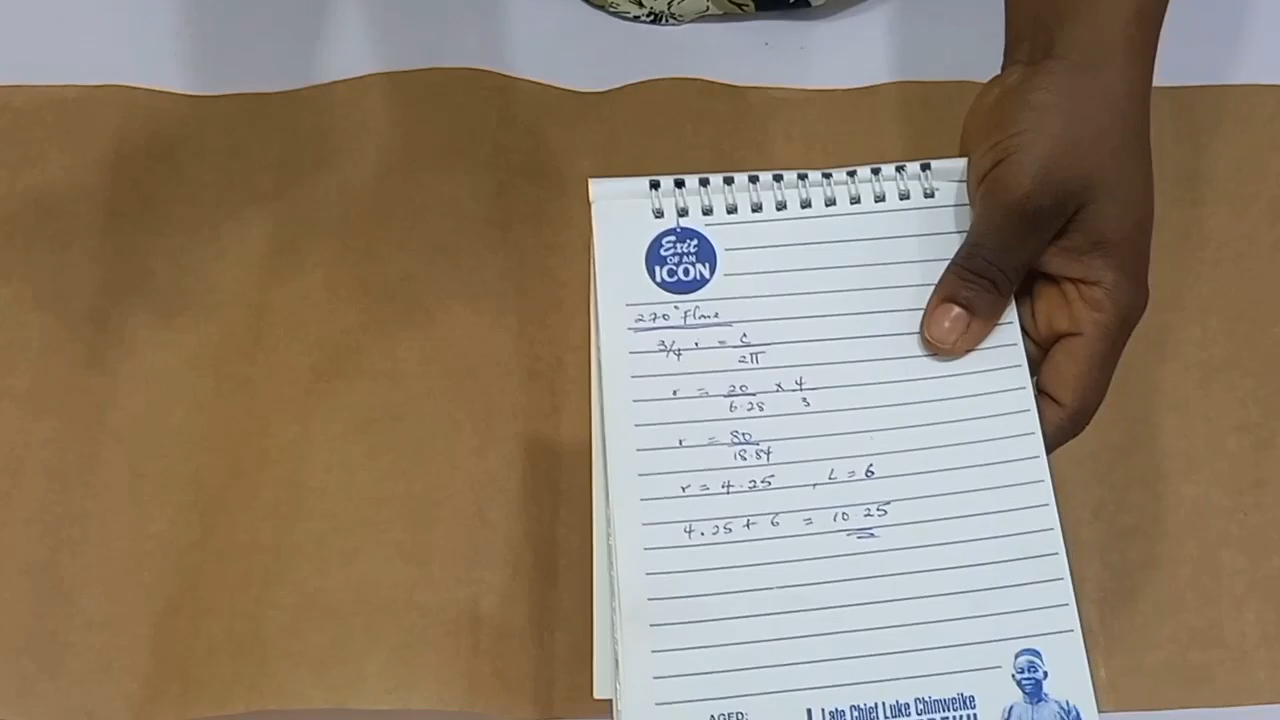 Exit
OF AN
ICON
270° Flare
3/4 r = C/2π
r = 20/6.28 × 4/3
r = 80/18.84
r = 4.25 , L = 6
4.25 + 6 = 10.25
AGED:
Late Chief Luke Chinweike